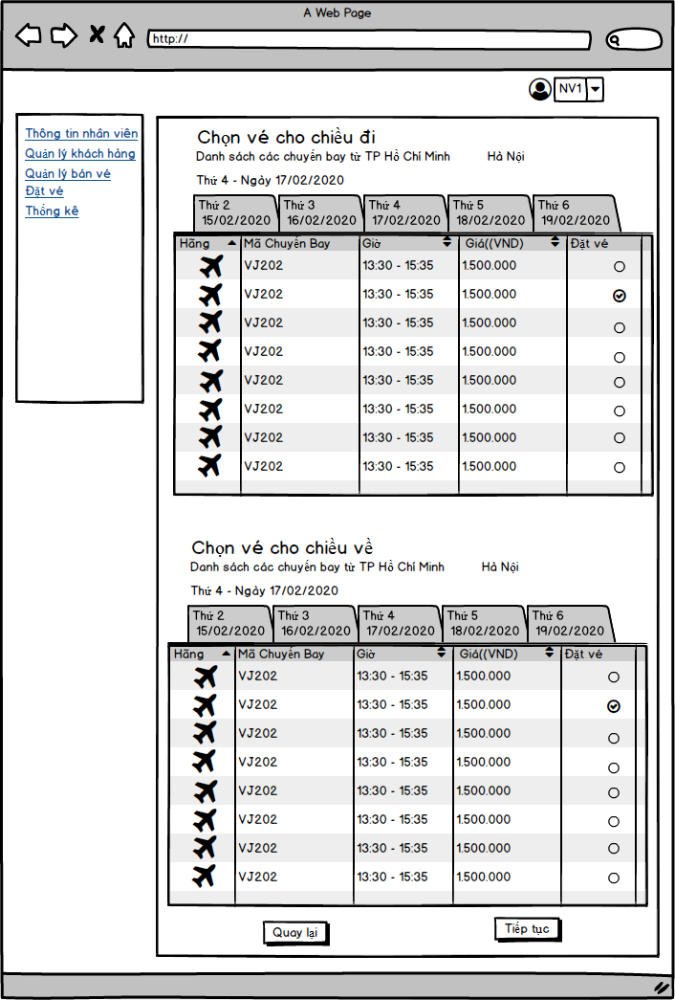 A Web Page
http://
NV1
Thông tin nhân viên
Quản lý khách hàng
Quản lý bán vé
Đặt vé
Thống kê
Chọn vé cho chiều đi
Danh sách các chuyến bay từ TP Hồ Chí Minh Hà Nội
Thứ 4 - Ngày 17/02/2020
Thứ 2 Thứ 3 Thứ 4 Thứ 5 Thứ 6
15/02/2020 16/02/2020 17/02/2020 18/02/2020 19/02/2020
Hãng Mã Chuyến Bay Giờ Giá((VND) Đặt vé
VJ202 13:30 - 15:35 1.500.000
VJ202 13:30 - 15:35 1.500.000
VJ202 13:30 - 15:35 1.500.000
VJ202 13:30 - 15:35 1.500.000
VJ202 13:30 - 15:35 1.500.000
VJ202 13:30 - 15:35 1.500.000
VJ202 13:30 - 15:35 1.500.000
VJ202 13:30 - 15:35 1.500.000
Chọn vé cho chiều về
Danh sách các chuyến bay từ TP Hồ Chí Minh Hà Nội
Thứ 4 - Ngày 17/02/2020
Thứ 2 Thứ 3 Thứ 4 Thứ 5 Thứ 6
15/02/2020 16/02/2020 17/02/2020 18/02/2020 19/02/2020
Hãng Mã Chuyến Bay Giờ Giá((VND) Đặt vé
VJ202 13:30 - 15:35 1.500.000
VJ202 13:30 - 15:35 1.500.000
VJ202 13:30 - 15:35 1.500.000
VJ202 13:30 - 15:35 1.500.000
VJ202 13:30 - 15:35 1.500.000
VJ202 13:30 - 15:35 1.500.000
VJ202 13:30 - 15:35 1.500.000
VJ202 13:30 - 15:35 1.500.000
Quay lại Tiếp tục